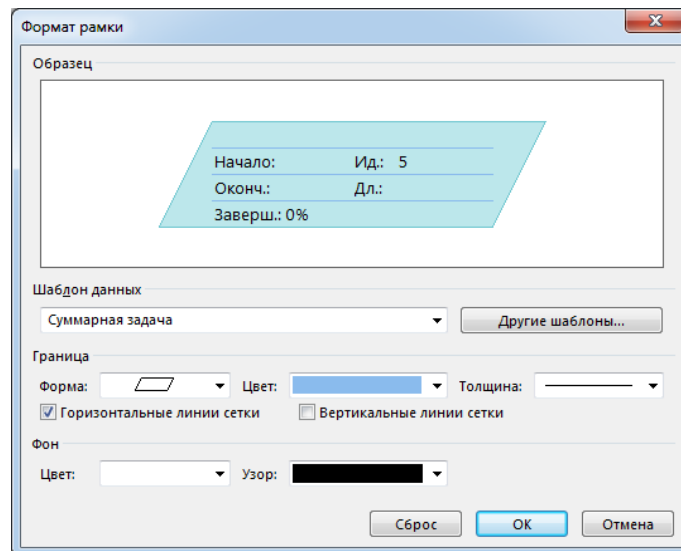 Формат рамки
Образец
Начало: Ид.: 5
Оконч.: Дл.:
Заверш.: 0%
Шаблон данных
Суммарная задача Другие шаблоны...
Граница
Форма: Цвет: Толщина:
Горизонтальные линии сетки Вертикальные линии сетки
Фон
Цвет: Узор:
Сброс ОК Отмена